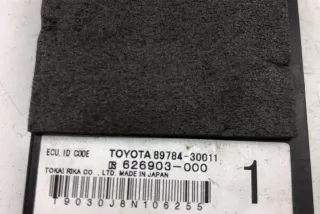 ECU, ID CODE TOYOTA 89784-30011
626903-000
TOKAI RIKA CO., LTD. MADE IN JAPAN
1
19030J8N106255